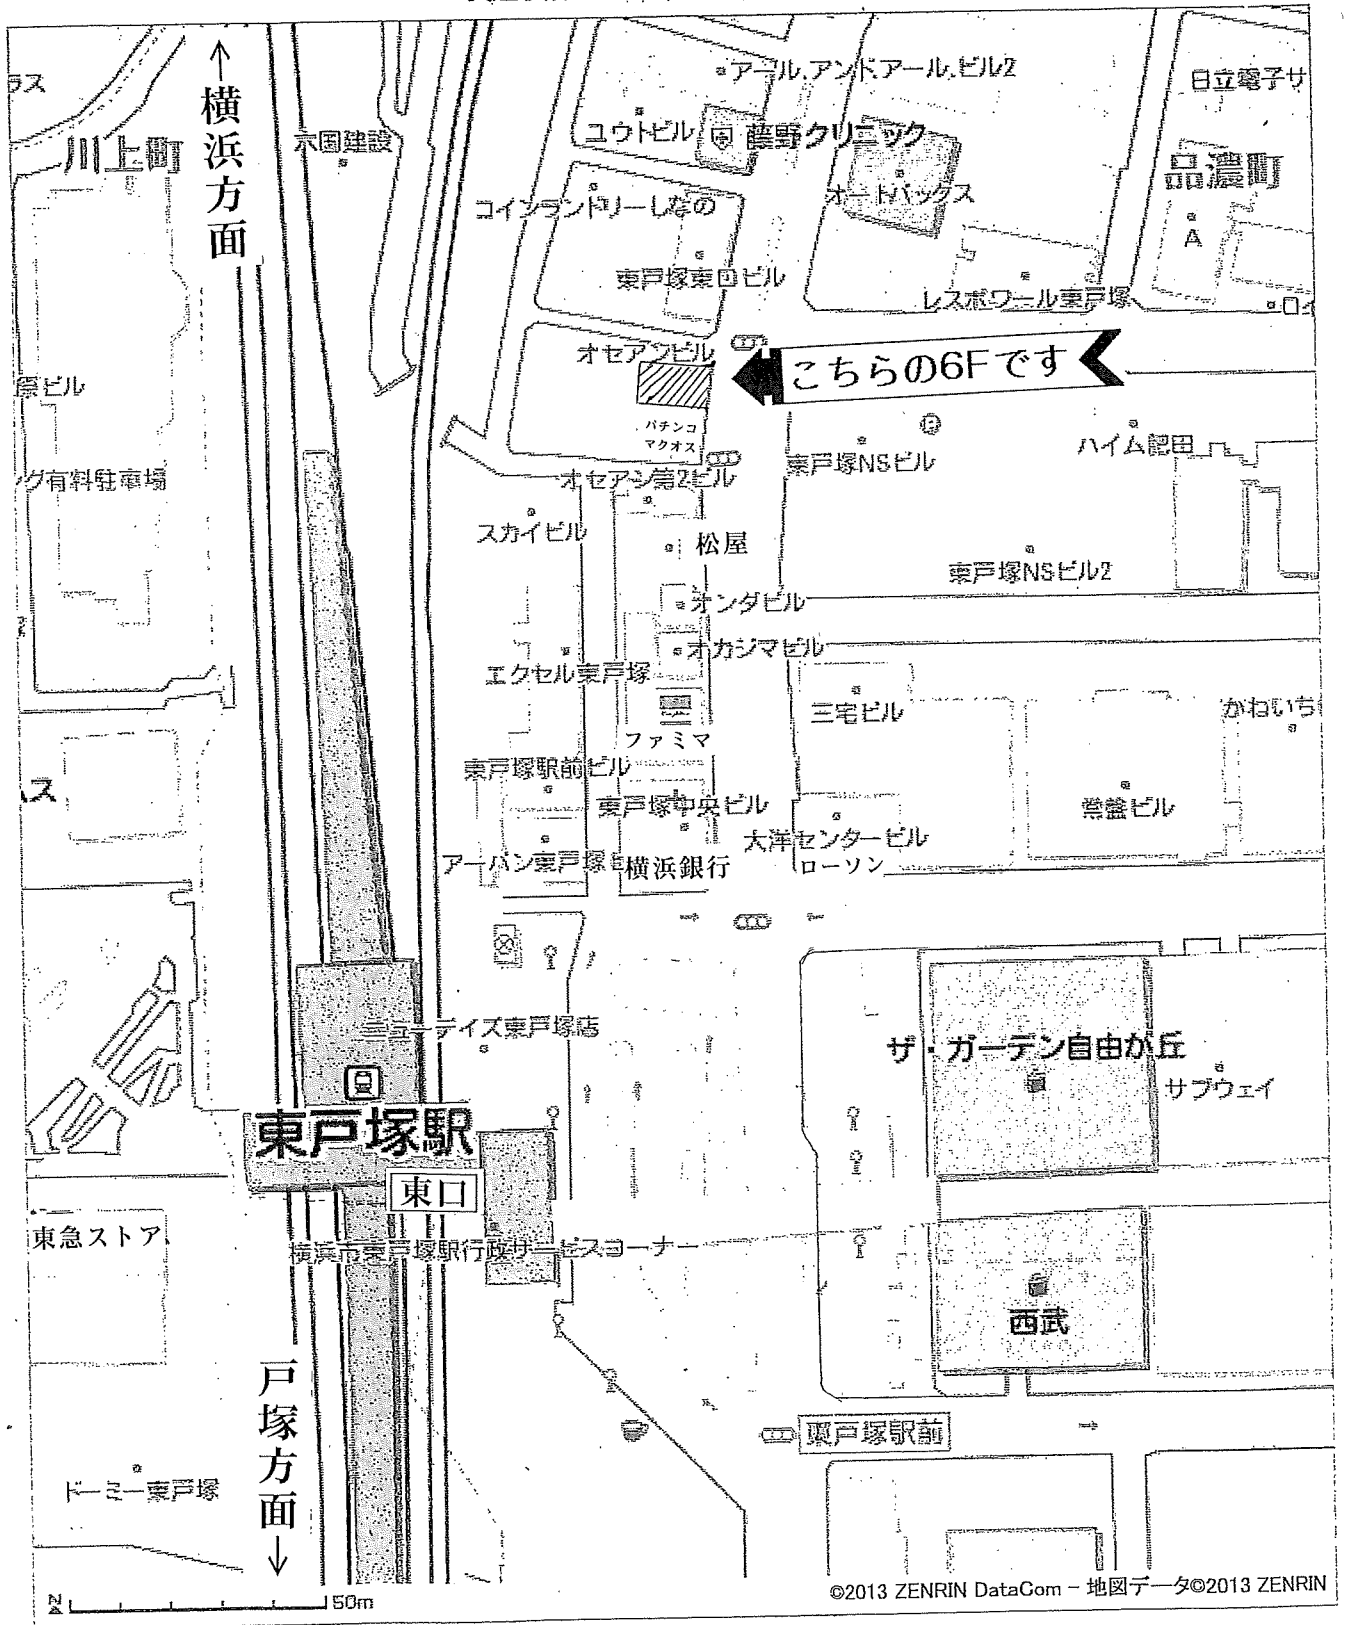 ラス
川上町
↑横浜方面
六国建設
アール.アンド.アール.ビル2
日立電子サ
ユウトビル
藤野クリニック
品濃町
オートバックス
コインランドリーしなの
A
東戸塚東口ビル
レスポワール東戸塚
ロイ
オセアンビル
こちらの6Fです
原ビル
パチンコ
マクオス
P
ハイム肥田
東戸塚NSビル
グ有料駐車場
オセアン第2ビル
スカイビル
松屋
東戸塚NSビル2
オンダビル
オカジマビル
エクセル東戸塚
三宅ビル
かねいち
ファミマ
東戸塚駅前ビル
ス
東戸塚中央ビル
常盤ビル
大洋センタービル
アーバン東戸塚
横浜銀行
ローソン
ニューデイズ東戸塚店
ザ・ガーデン自由が丘
サブウェイ
東戸塚駅
東口
東急ストア
横浜市東戸塚駅行政サービスコーナー
西武
戸塚方面↓
東戸塚駅前
ドーミー東戸塚
50m
©2013 ZENRIN DataCom - 地図データ©2013 ZENRIN